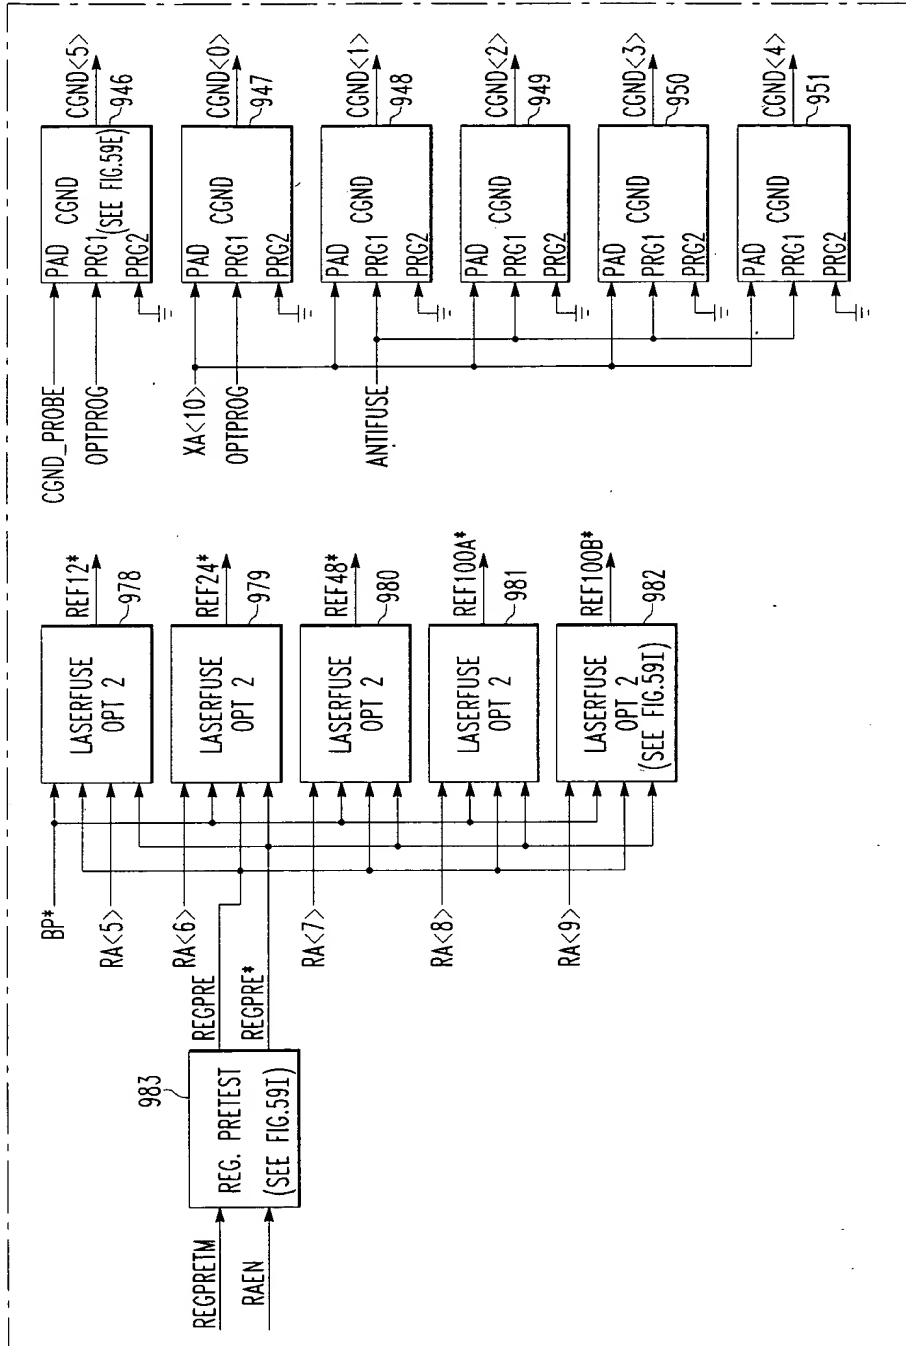 REGPRETM
RAEN
983
REG. PRETEST
(SEE FIG.59I)
REGPRE
REGPRE*
BP*
RA<5>
RA<6>
RA<7>
RA<8>
RA<9>
LASERFUSE
OPT 2
REF12*
978
LASERFUSE
OPT 2
REF24*
979
LASERFUSE
OPT 2
REF48*
980
LASERFUSE
OPT 2
REF100A*
981
LASERFUSE
OPT 2
(SEE FIG.59I)
REF100B*
982
CGND_PROBE
OPTPROG
XA<10>
OPTPROG
ANTIFUSE
PAD
PRG1
PRG2
CGND
(SEE FIG.59E)
CGND<5>
946
PAD
PRG1
PRG2
CGND
CGND<0>
947
PAD
PRG1
PRG2
CGND
CGND<1>
948
PAD
PRG1
PRG2
CGND
CGND<2>
949
PAD
PRG1
PRG2
CGND
CGND<3>
950
PAD
PRG1
PRG2
CGND
CGND<4>
951